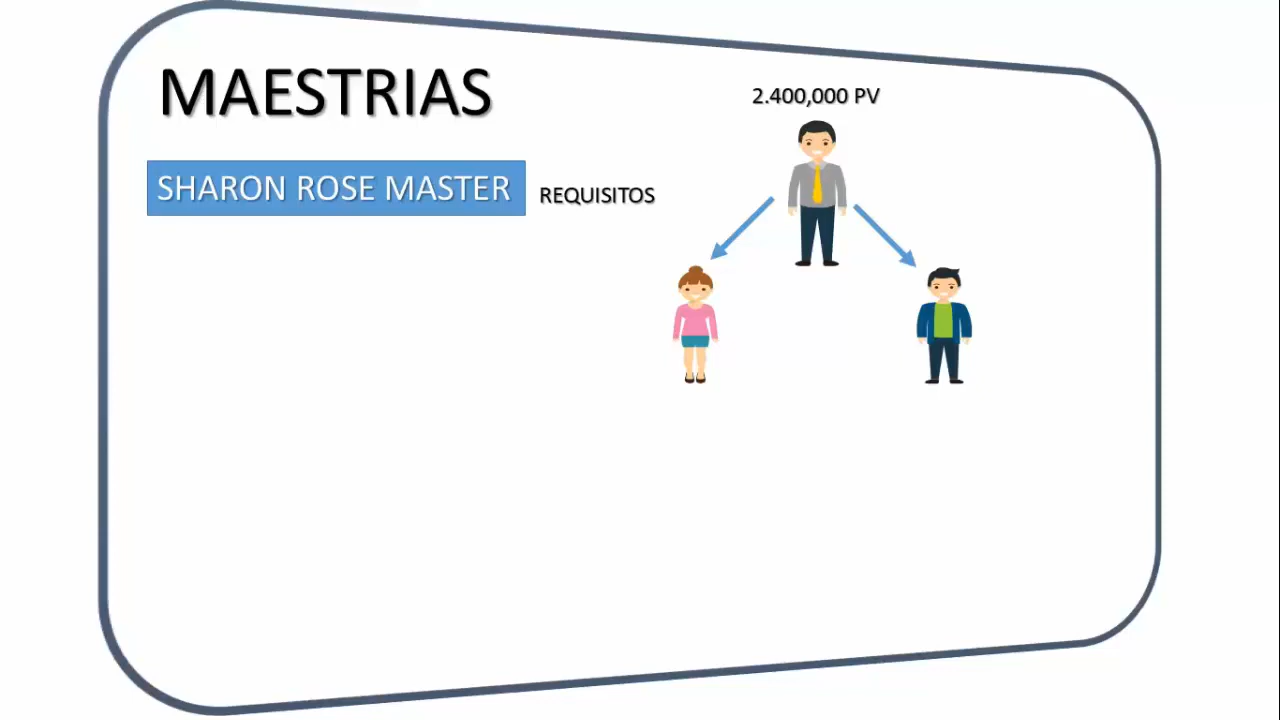 MAESTRIAS
2.400,000 PV
SHARON ROSE MASTER
REQUISITOS